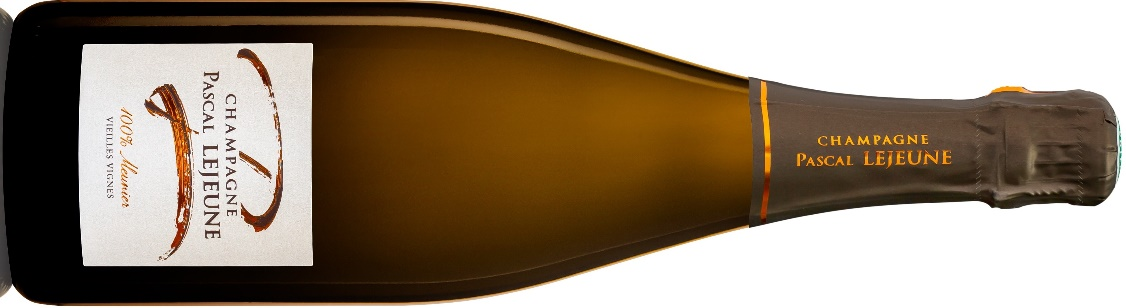 CHAMPAGNE
PASCAL LEJEUNE
100% Meunier
VIEILLES VIGNES
CHAMPAGNE
PASCAL LEJEUNE